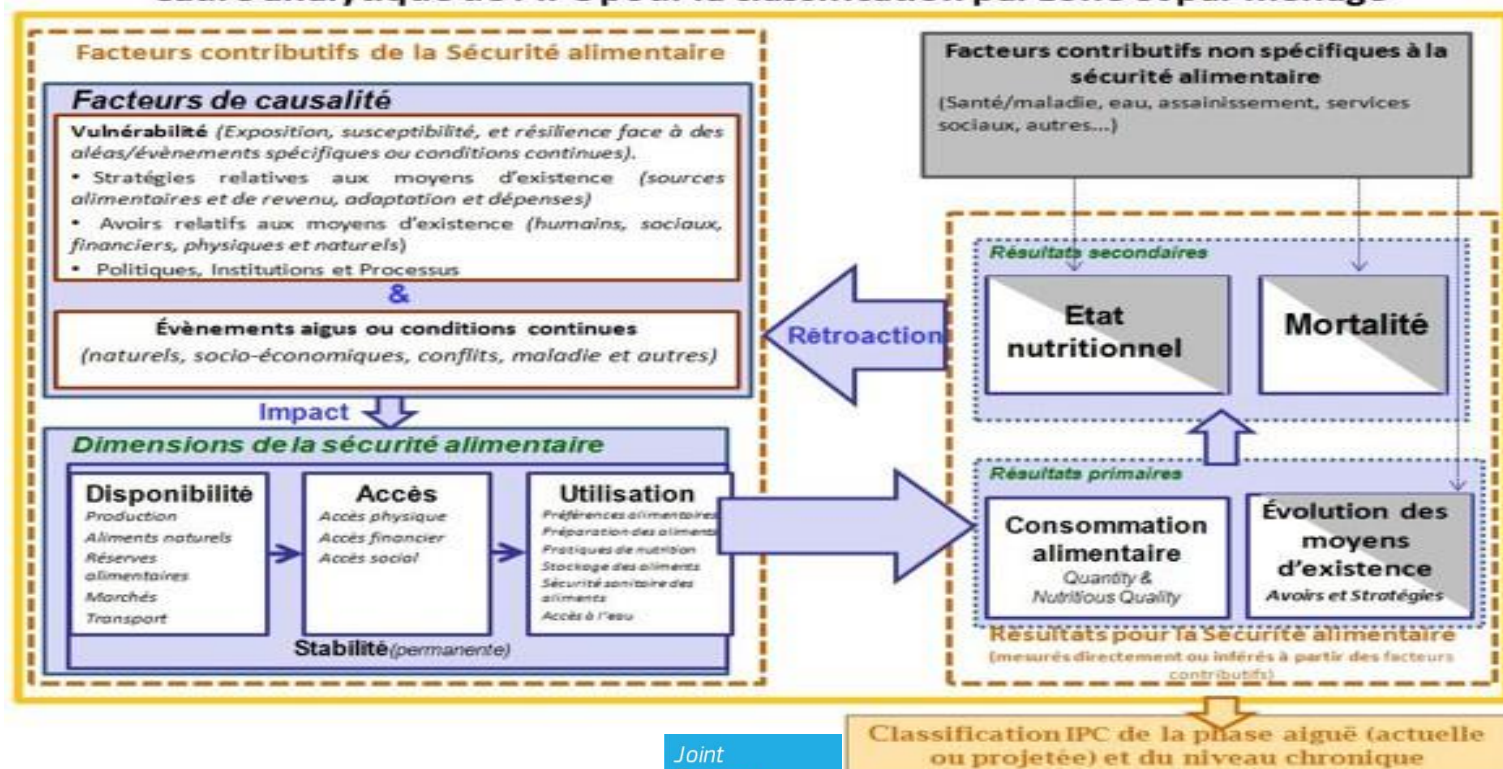 Facteurs contributifs de la Sécurité alimentaire
Facteurs de causalité
Vulnérabilité (Exposition, susceptibilité, et résilience face à des
aléas/évènements spécifiques ou conditions continues).
• Stratégies relatives aux moyens d'existence (sources
alimentaires et de revenu, adaptation et dépenses)
• Avoirs relatifs aux moyens d'existence (humains, sociaux,
financiers, physiques et naturels)
• Politiques, Institutions et Processus
&
Évènements aigus ou conditions continues
(naturels, socio-économiques, conflits, maladie et autres)
Impact
Dimensions de la sécurité alimentaire
Disponibilité
Production
Aliments naturels
Réserves
alimentaires
Marchés
Transport
Accès
Accès physique
Accès financier
Accès social
Utilisation
Préférences alimentaires
Préparation des aliments
Pratiques de nutrition
Stockage des aliments
Sécurité sanitaire des
aliments
Accès à l'eau
Stabilité (permanente)
Rétroaction
Facteurs contributifs non spécifiques à la
sécurité alimentaire
(Santé/maladie, eau, assainissement, services
sociaux, autres...)
Résultats secondaires
Etat
nutritionnel
Mortalité
Résultats primaires
Consommation
alimentaire
Quantity &
Nutritious Quality
Évolution des
moyens
d'existence
Avoirs et Stratégies
Résultats pour la Sécurité alimentaire
(mesurés directement ou inférés à partir des facteurs
contributifs)
Classification IPC de la phase aiguë (actuelle
ou projetée) et du niveau chronique
Joint